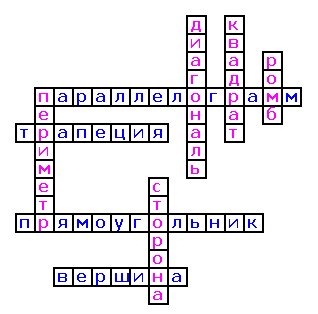 диагональ
квадрат
ромб
параллелограмм
периметр
трапеция
сторона
прямоугольник
вершина